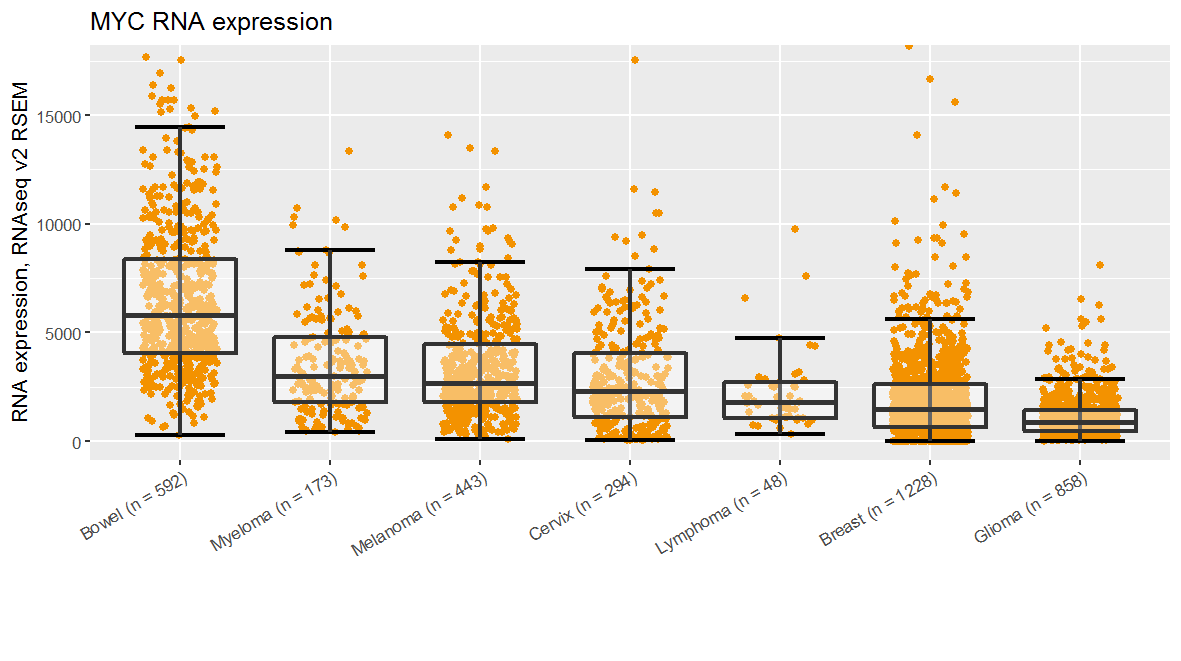 MYC RNA expression
RNA expression, RNAseq v2 RSEM
15000
10000
5000
0
Bowel (n = 592)
Myeloma (n = 173)
Melanoma (n = 443)
Cervix (n = 294)
Lymphoma (n = 48)
Breast (n = 1228)
Glioma (n = 858)